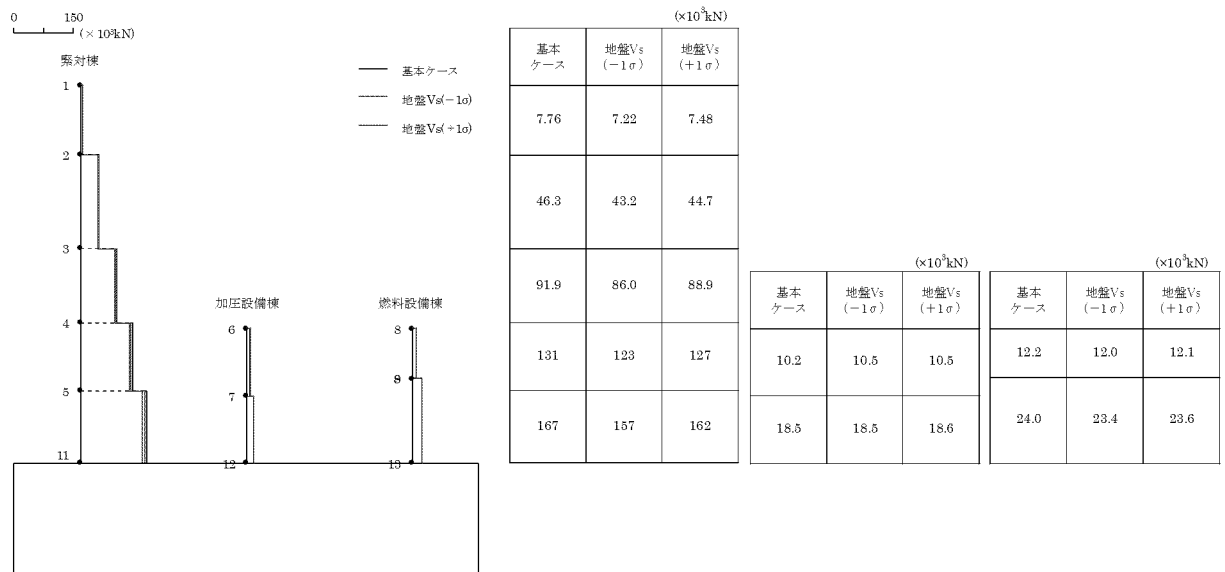 0 150
(×10³kN)
緊対棟
基本ケース
地盤Vs(-1σ)
地盤Vs(+1σ)
1
2
3
4
5
11
加圧設備棟
6
7
12
燃料設備棟
8
9
13
(×10³kN)
基本 地盤Vs 地盤Vs
ケース (-1σ) (+1σ)
7.76 7.22 7.48
46.3 43.2 44.7
91.9 86.0 88.9
131 123 127
167 157 162
(×10³kN)
基本 地盤Vs 地盤Vs
ケース (-1σ) (+1σ)
10.2 10.5 10.5
18.5 18.5 18.6
(×10³kN)
基本 地盤Vs 地盤Vs
ケース (-1σ) (+1σ)
12.2 12.0 12.1
24.0 23.4 23.6